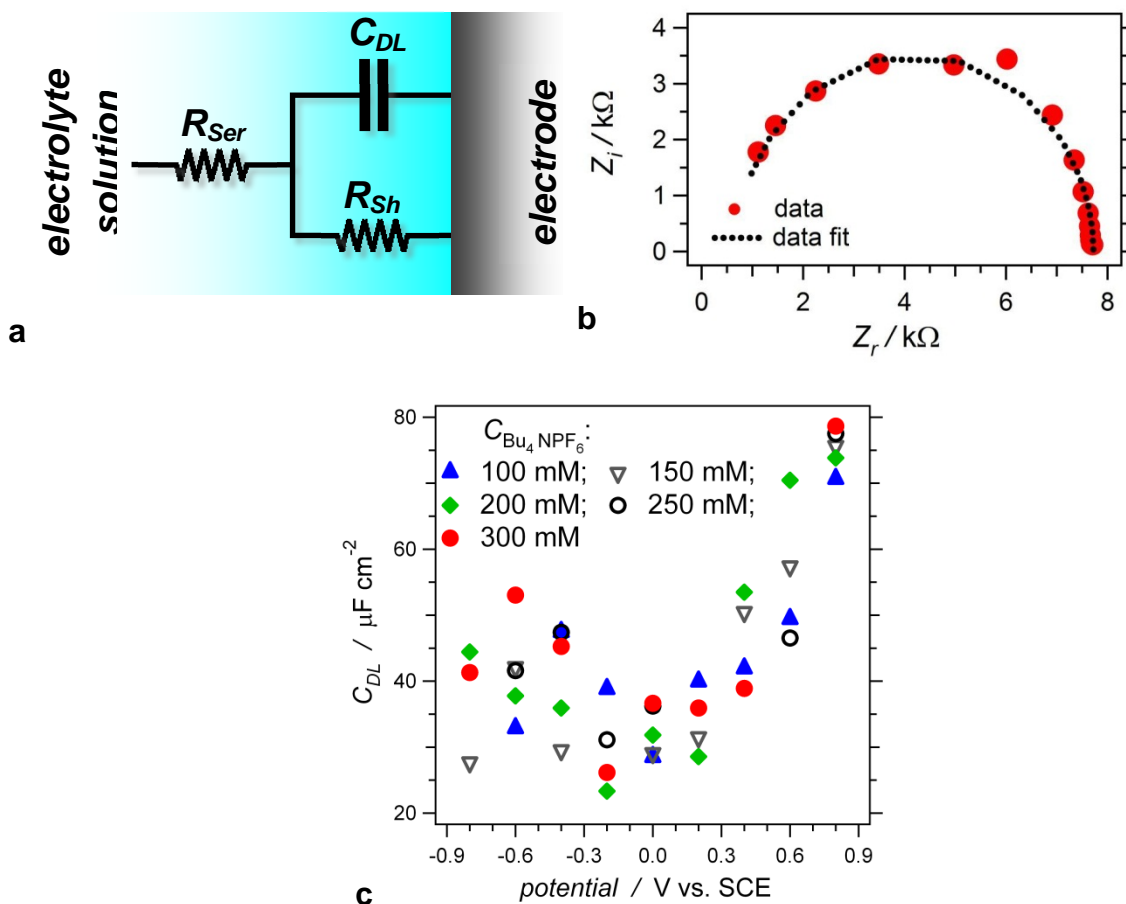 electrolyte
solution
R_Ser
C_DL
R_Sh
electrode
a
Z_i / kΩ
4
3
2
1
0
data
data fit
0 2 4 6 8
Z_r / kΩ
b
C_DL / μF cm⁻²
80
60
40
20
C_Bu₄NPF₆:
100 mM; 150 mM;
200 mM; 250 mM;
300 mM
-0.9 -0.6 -0.3 0.0 0.3 0.6 0.9
potential / V vs. SCE
c